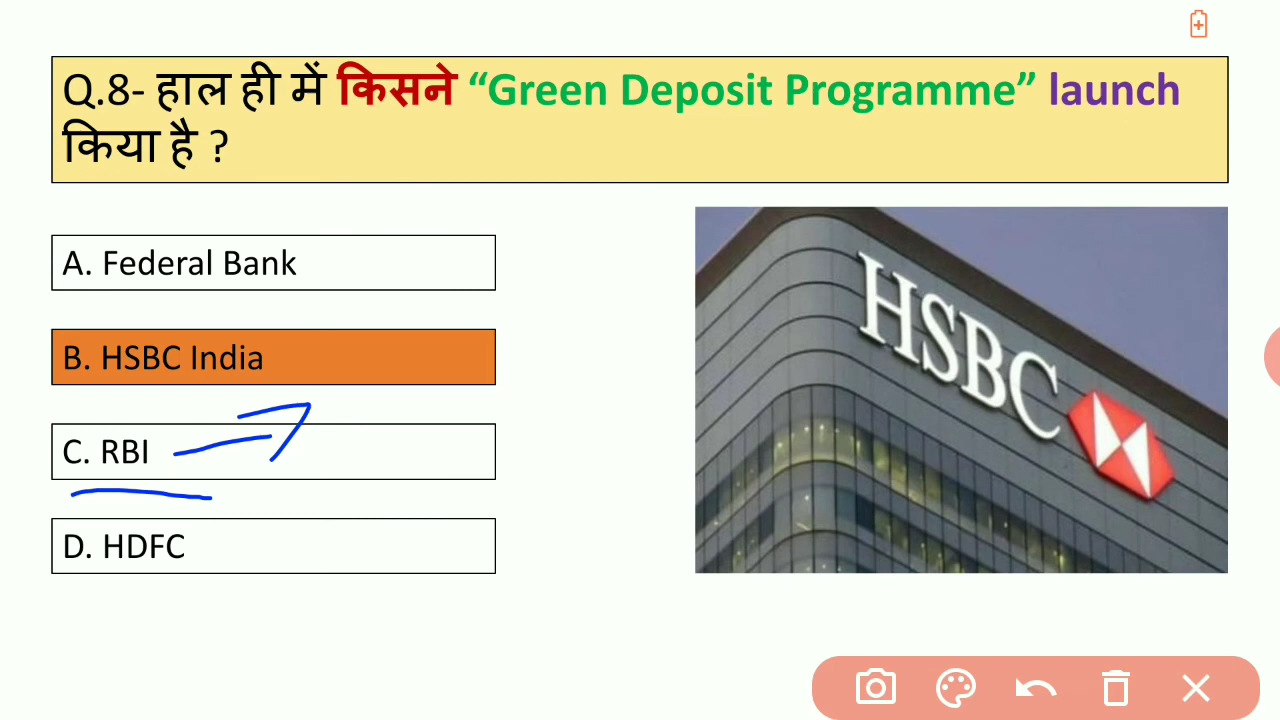 Q.8- हाल ही में किसने “Green Deposit Programme” launch
किया है ?
A. Federal Bank
B. HSBC India
C. RBI
D. HDFC
HSBC